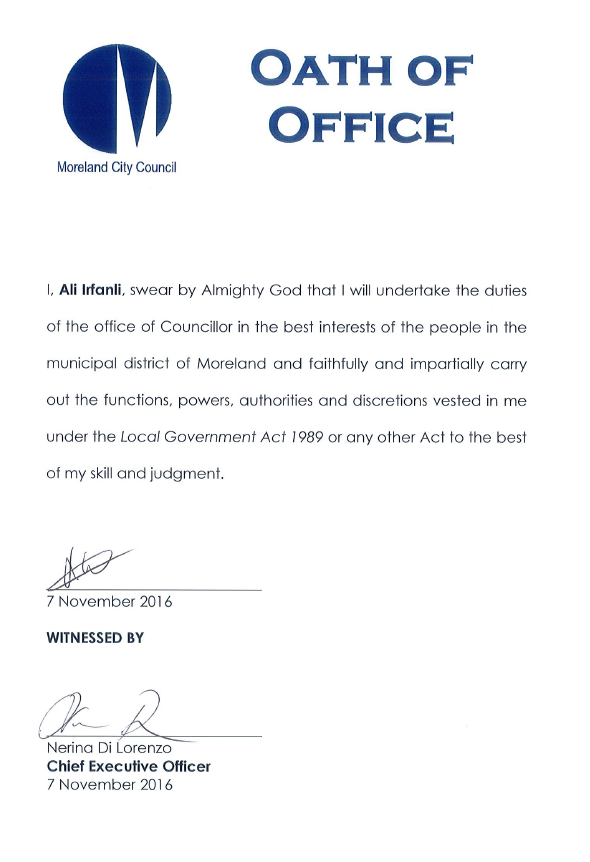 OATH OF
OFFICE
Moreland City Council
I, Ali Irfanli, swear by Almighty God that I will undertake the duties
of the office of Councillor in the best interests of the people in the
municipal district of Moreland and faithfully and impartially carry
out the functions, powers, authorities and discretions vested in me
under the Local Government Act 1989 or any other Act to the best
of my skill and judgment.
7 November 2016
WITNESSED BY
Nerina Di Lorenzo
Chief Executive Officer
7 November 2016